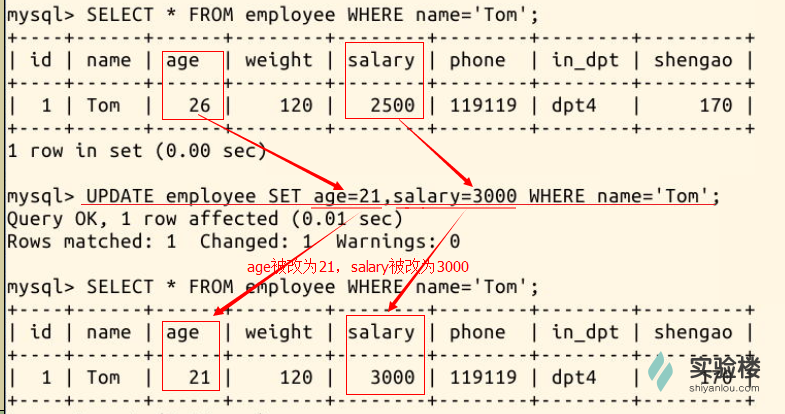 mysql> SELECT * FROM employee WHERE name='Tom';
+----+------+------+--------+--------+--------+--------+---------+
| id | name | age | weight | salary | phone | in_dpt | shengao |
+----+------+------+--------+--------+--------+--------+---------+
| 1 | Tom | 26 | 120 | 2500 | 119119 | dpt4 | 170 |
+----+------+------+--------+--------+--------+--------+---------+
1 row in set (0.00 sec)
mysql> UPDATE employee SET age=21,salary=3000 WHERE name='Tom';
Query OK, 1 row affected (0.01 sec)
Rows matched: 1 Changed: 1 Warnings: 0
age被改为21，salary被改为3000
mysql> SELECT * FROM employee WHERE name='Tom';
+----+------+------+--------+--------+--------+--------+---------+
| id | name | age | weight | salary | phone | in_dpt | shengao |
+----+------+------+--------+--------+--------+--------+---------+
| 1 | Tom | 21 | 120 | 3000 | 119119 | dpt4 | 170 |
+----+------+------+--------+--------+--------+--------+---------+
实验楼
shiyanlou.com